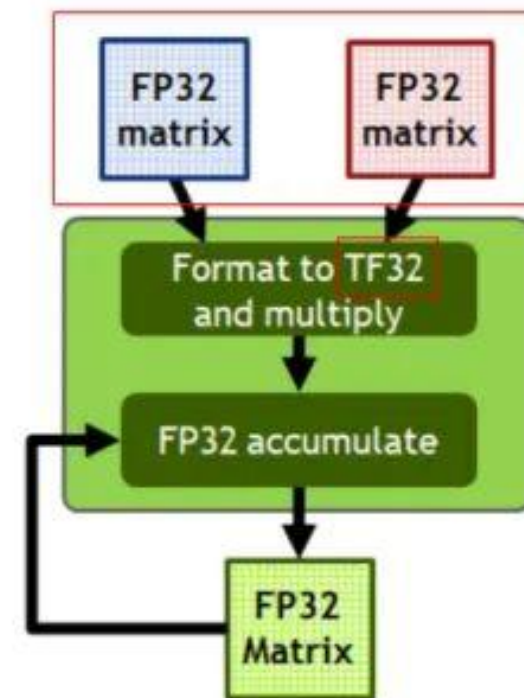 FP32
matrix
FP32
matrix
Format to TF32
and multiply
FP32 accumulate
FP32
Matrix